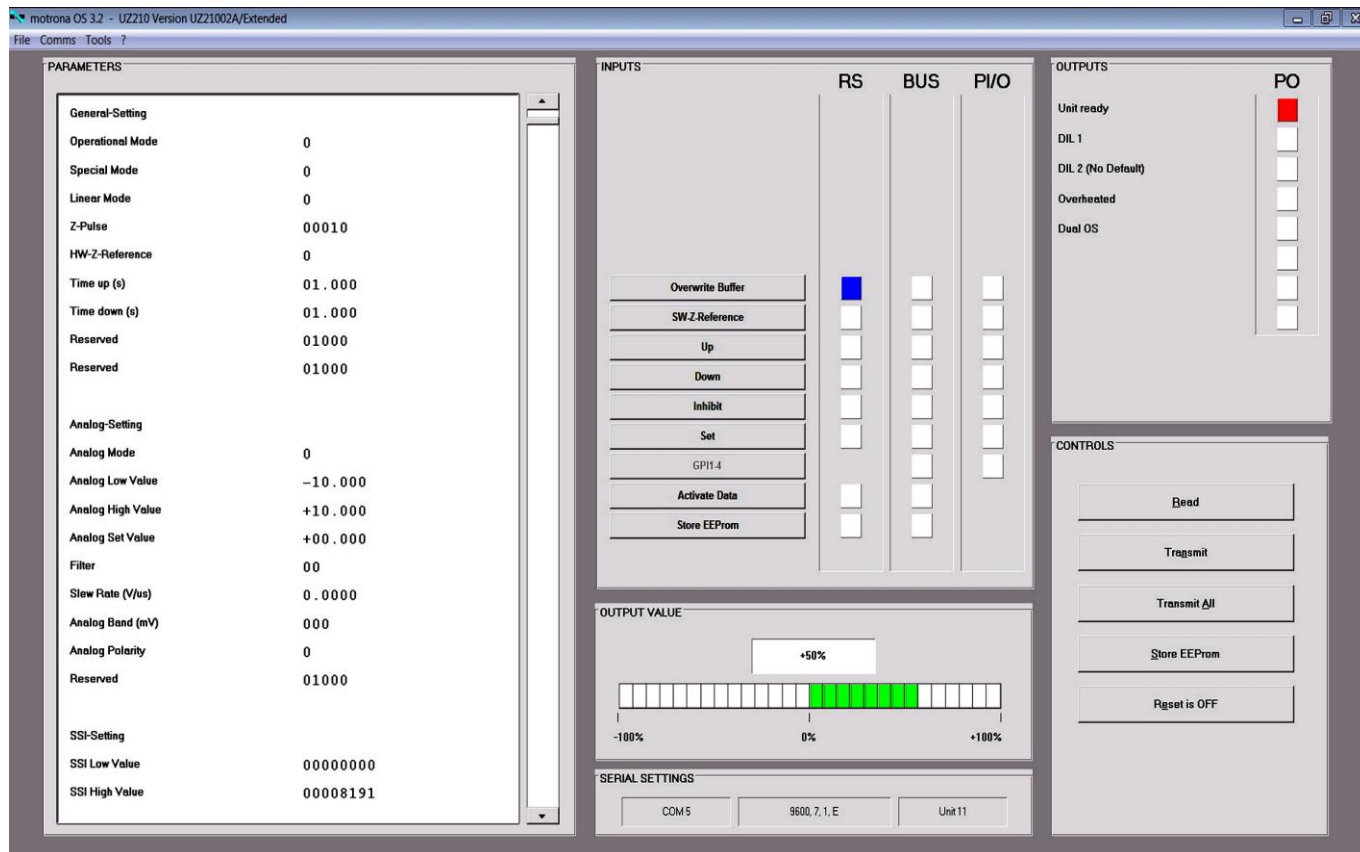 motrona OS 3.2 - UZ210 Version UZ21002A/Extended
File Comms Tools ?
PARAMETERS
General-Setting
Operational Mode 0
Special Mode 0
Linear Mode 0
Z-Pulse 00010
HW-Z-Reference 0
Time up (s) 01.000
Time down (s) 01.000
Reserved 01000
Reserved 01000
Analog-Setting
Analog Mode 0
Analog Low Value -10.000
Analog High Value +10.000
Analog Set Value +00.000
Filter 00
Slew Rate (V/us) 0.0000
Analog Band (mV) 000
Analog Polarity 0
Reserved 01000
SSI-Setting
SSI Low Value 00000000
SSI High Value 00008191
INPUTS
RS BUS PI/O
Overwrite Buffer
SW-Z-Reference
Up
Down
Inhibit
Set
GPI1-4
Activate Data
Store EEProm
OUTPUT VALUE
+50%
-100% 0% +100%
SERIAL SETTINGS
COM 5 9600, 7, 1, E Unit 11
OUTPUTS
PO
Unit ready
DIL 1
DIL 2 (No Default)
Overheated
Dual OS
CONTROLS
Read
Transmit
Transmit All
Store EEProm
Reset is OFF